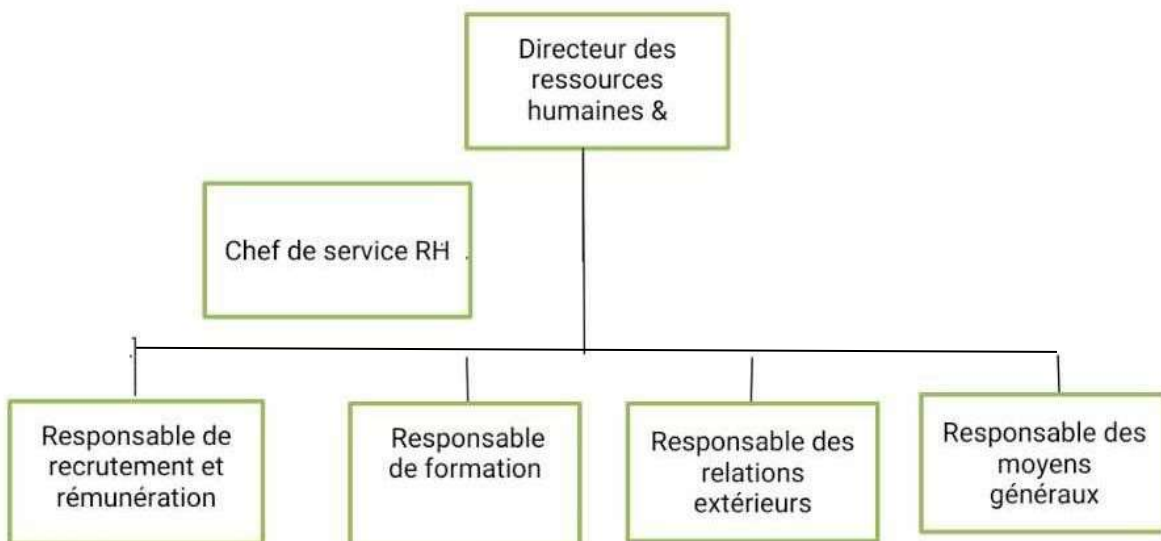 Directeur des
ressources
humaines &
Chef de service RH
Responsable de
recrutement et
rémunération
Responsable
de formation
Responsable des
relations
extérieurs
Responsable des
moyens
généraux